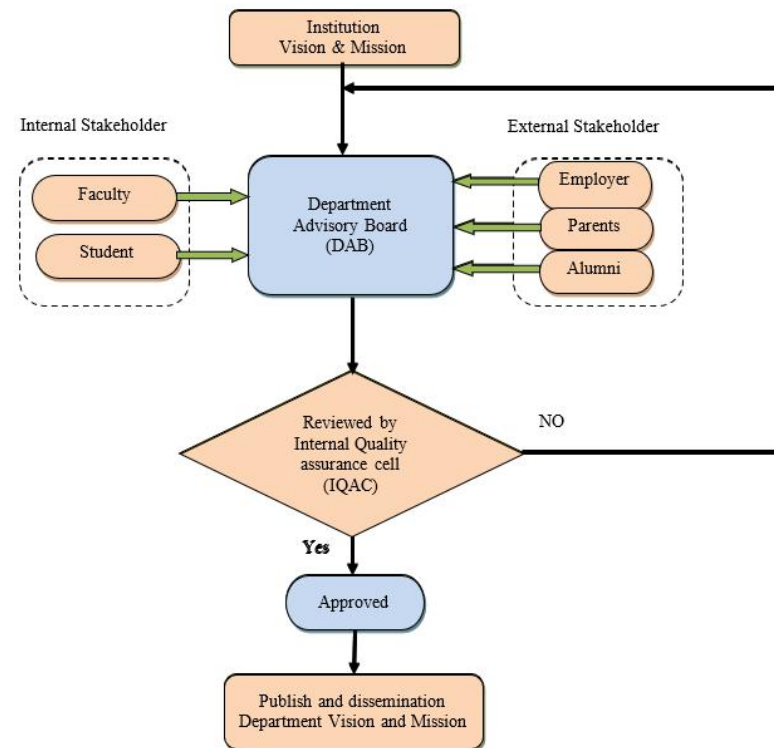 Institution
Vision & Mission
Internal Stakeholder
External Stakeholder
Faculty
Student
Department
Advisory Board
(DAB)
Employer
Parents
Alumni
Reviewed by
Internal Quality
assurance cell
(IQAC)
NO
Yes
Approved
Publish and dissemination
Department Vision and Mission